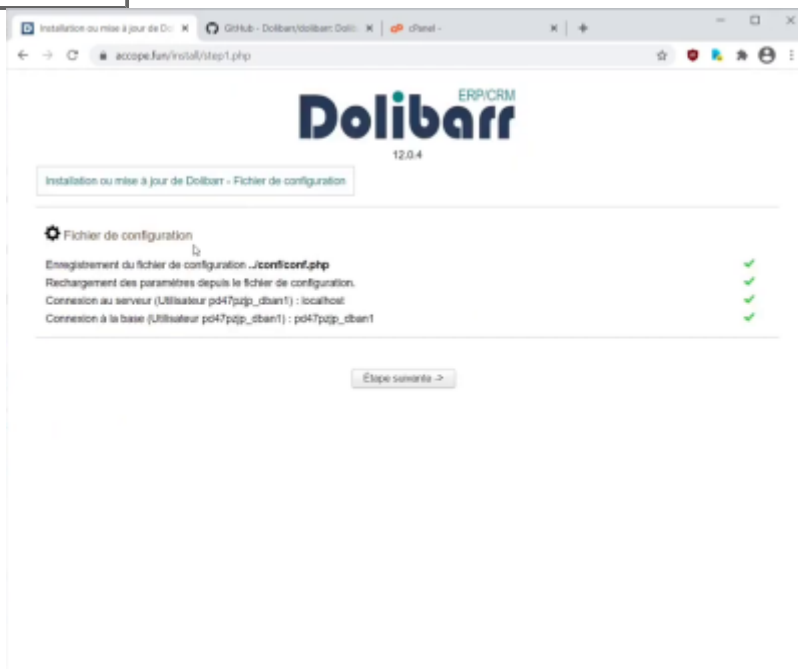 Installation ou mise à jour de Do
GitHub - Dolibarr/dolibarr: Dolib
cPanel -
accope.fun/install/step1.php
Dolibarr
ERP/CRM
12.0.4
Installation ou mise à jour de Dolibarr - Fichier de configuration
Fichier de configuration
Enregistrement du fichier de configuration ../conf/conf.php
Rechargement des paramètres depuis le fichier de configuration.
Connexion au serveur (Utilisateur pd47pzjp_dban1) : localhost
Connexion à la base (Utilisateur pd47pzjp_dban1) : pd47pzjp_dban1
Étape suivante ->